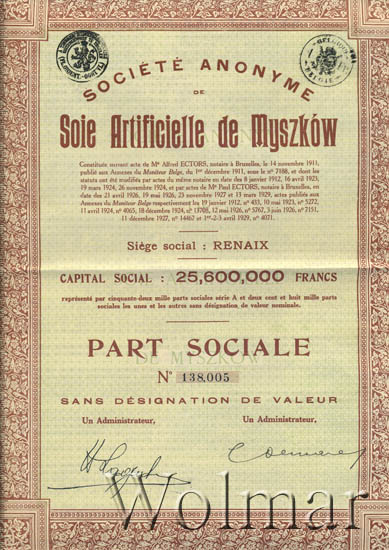 SOCIÉTÉ ANONYME
DE
Soie Artificielle de Myszków
Constituée suivant acte de Me Alfred ECTORS, notaire à Bruxelles, le 14 novembre 1911,
publié aux Annexes du Moniteur Belge, du 1er décembre 1911, sous le no 7188, et dont les
statuts ont été modifiés par actes du même notaire en date des 8 janvier 1912, 16 avril 1923,
19 mars 1924, 26 novembre 1924, et par actes de Me Paul ECTORS, notaire à Bruxelles, en
date des 21 avril 1926, 19 mai 1926, 23 novembre 1927 et 13 mars 1929, actes publiés aux
Annexes du Moniteur Belge respectivement les 19 janvier 1912, no 433, 10 mai 1923, no 5272,
11 avril 1924, no 4065, 18 décembre 1924, no 13708, 12 mai 1926, no 5767, 3 juin 1926, no 7151,
11 décembre 1927, no 14467 et 1er-2-3 avril 1929, no 4071.
Siège social : RENAIX
CAPITAL SOCIAL : 25,600,000 FRANCS
représenté par cinquante-deux mille parts sociales série A et deux cent et huit mille parts
sociales les unes et les autres sans désignation de valeur nominale.
PART SOCIALE
DE MYSZKÓW
No 138.005
SANS DÉSIGNATION DE VALEUR
Un Administrateur, Un Administrateur,
Wolmar